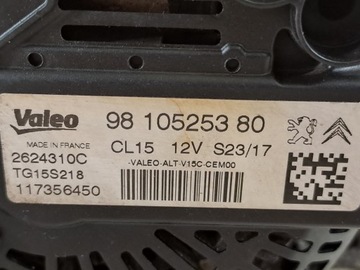 Valeo 98 105253 80
MADE IN FRANCE CL15 12V S23/17
2624310C -VALEO-ALT-V15C-CEM00
TG15S218
117356450